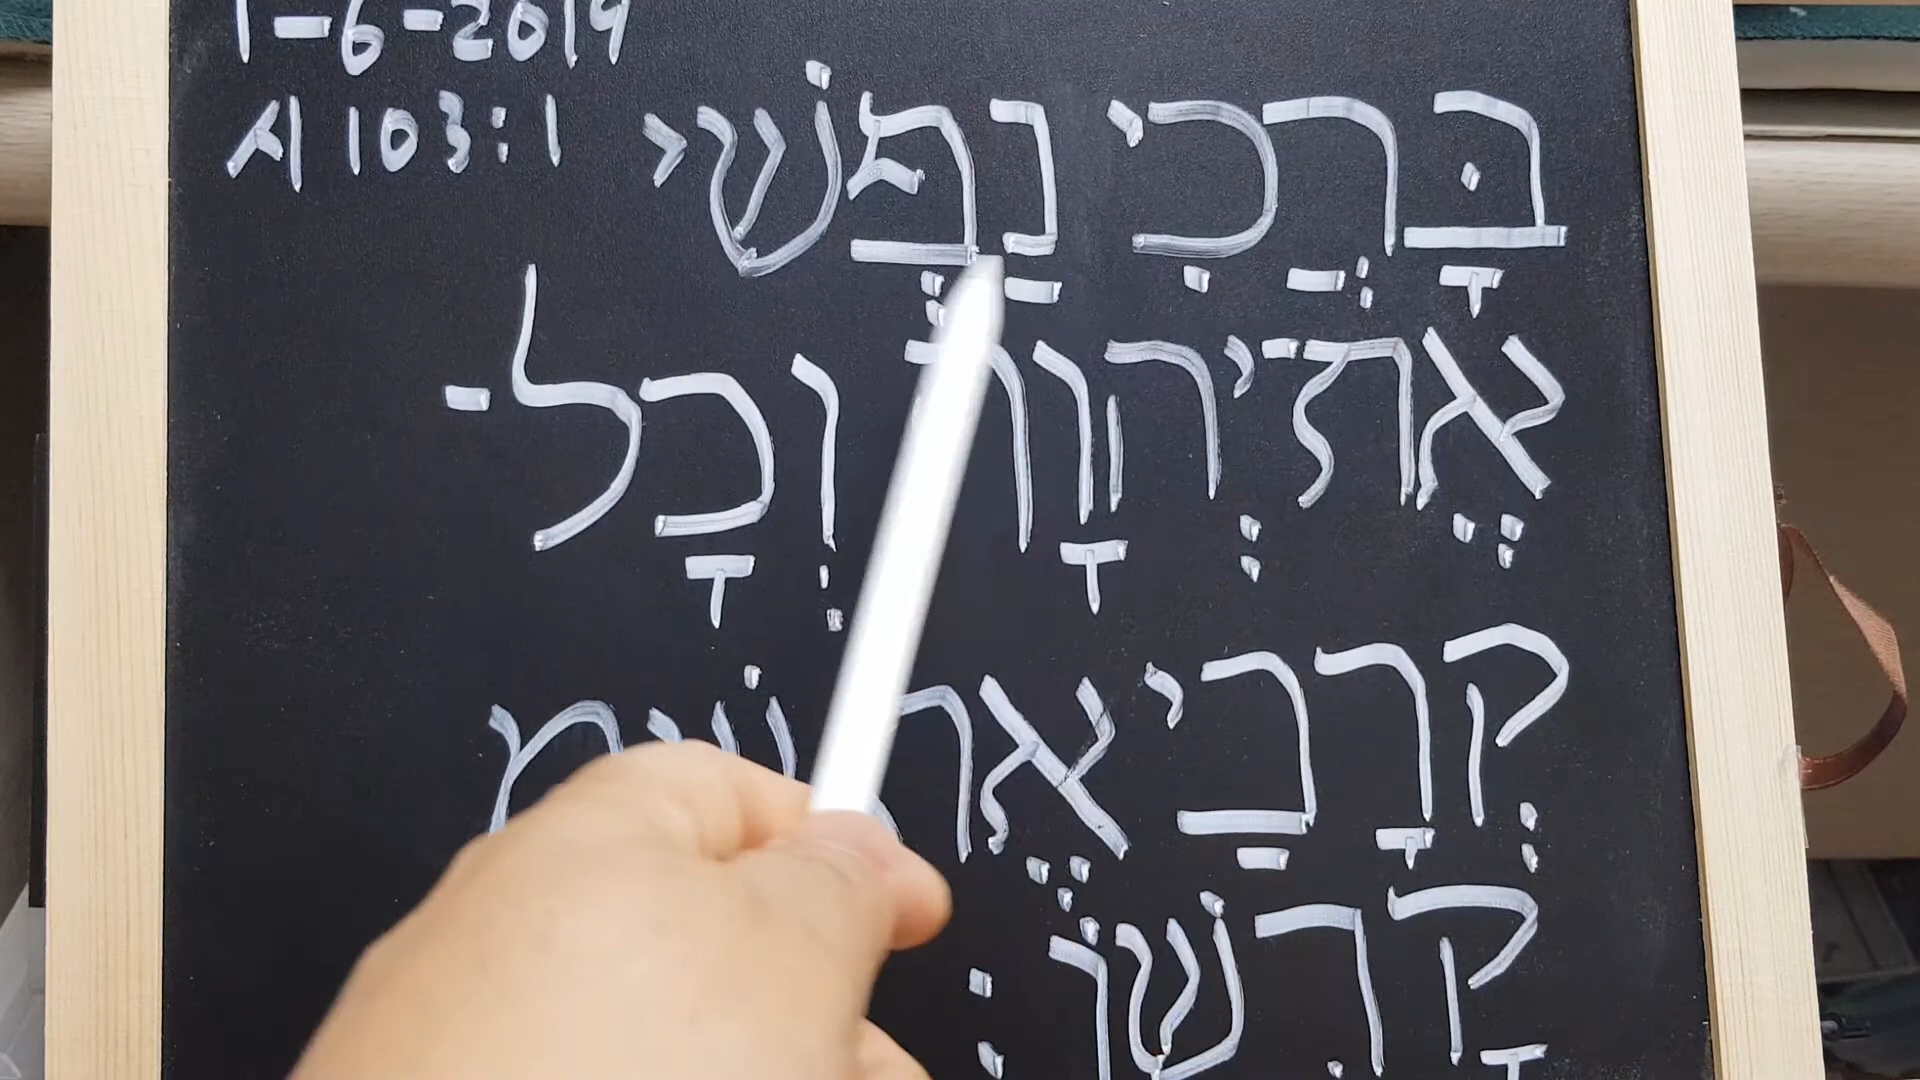 1-6-2019
시 103:1
בָּרֲכִי נַפְשׁי
אֶת־יְהוָה וְכָל־
קְרָבַי אֶת
קָדְשׁוֹ׃